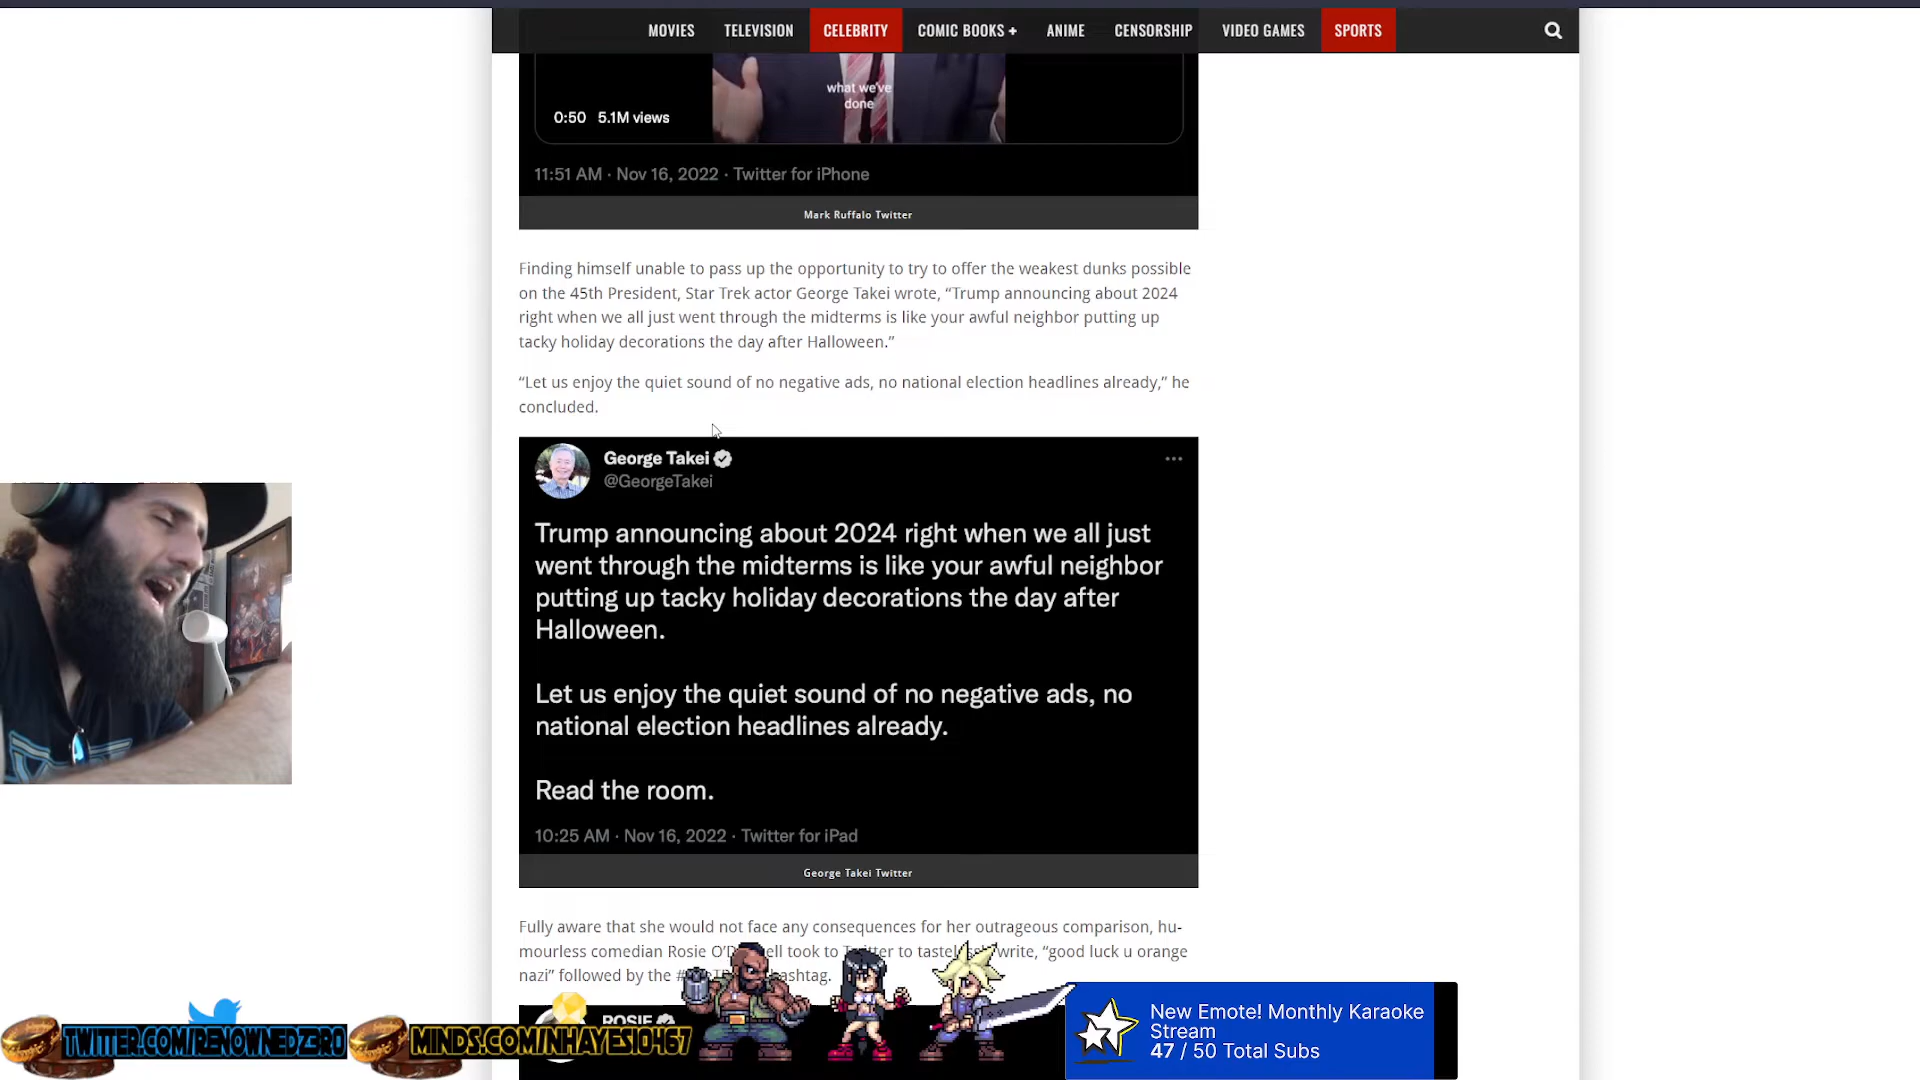 MOVIES TELEVISION CELEBRITY COMIC BOOKS + ANIME CENSORSHIP VIDEO GAMES SPORTS
what we've
done
0:50 5.1M views
11:51 AM · Nov 16, 2022 · Twitter for iPhone
Mark Ruffalo Twitter
Finding himself unable to pass up the opportunity to try to offer the weakest dunks possible
on the 45th President, Star Trek actor George Takei wrote, “Trump announcing about 2024
right when we all just went through the midterms is like your awful neighbor putting up
tacky holiday decorations the day after Halloween.”
“Let us enjoy the quiet sound of no negative ads, no national election headlines already,” he
concluded.
George Takei
@GeorgeTakei
Trump announcing about 2024 right when we all just
went through the midterms is like your awful neighbor
putting up tacky holiday decorations the day after
Halloween.
Let us enjoy the quiet sound of no negative ads, no
national election headlines already.
Read the room.
10:25 AM · Nov 16, 2022 · Twitter for iPad
George Takei Twitter
Fully aware that she would not face any consequences for her outrageous comparison, hu-
mourless comedian Rosie took to write, “good luck u orange
nazi” followed by the hashtag.
ROSIE
TWITTER.COM/RENOWNEDZ3R0 MINDS.COM/NHAYES10467
New Emote! Monthly Karaoke
Stream
47 / 50 Total Subs